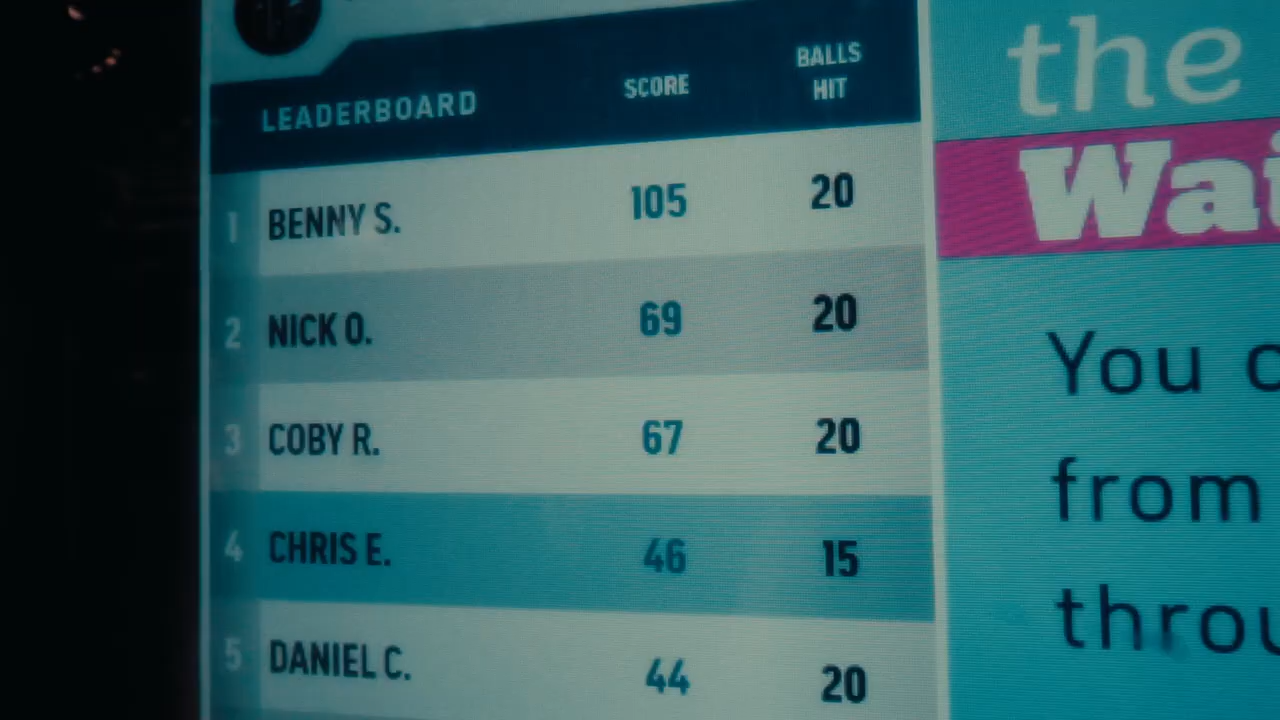 LEADERBOARD SCORE BALLS HIT
1 BENNY S. 105 20
2 NICK O. 69 20
3 COBY R. 67 20
4 CHRIS E. 46 15
5 DANIEL C. 44 20
the
You
from